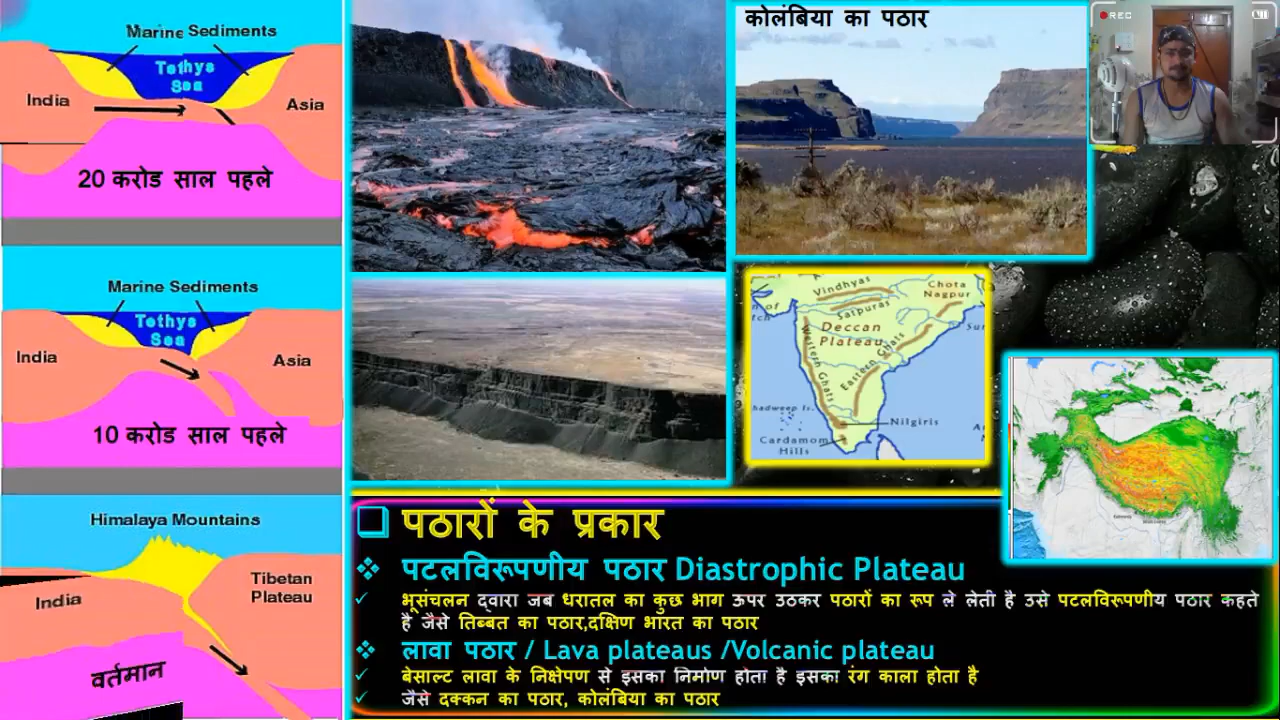 Marine Sediments
Tethys
Sea
India
Asia
20 करोड साल पहले
Marine Sediments
Tethys
Sea
India
Asia
10 करोड साल पहले
Himalaya Mountains
India
Tibetan
Plateau
वर्तमान
कोलंबिया का पठार
REC
Vindhyas
Satpuras
Chota
Nagpur
Deccan
Plateau
Western Ghats
Eastern Ghats
Nilgiris
Cardamom
Hills
पठारों के प्रकार
पटलविरूपणीय पठार Diastrophic Plateau
भूसंचलन द्वारा जब धरातल का कुछ भाग ऊपर उठकर पठारों का रूप ले लेती है उसे पटलविरूपणीय पठार कहते
है जैसे तिब्बत का पठार,दक्षिण भारत का पठार
लावा पठार / Lava plateaus /Volcanic plateau
बेसाल्ट लावा के निक्षेपण से इसका निर्माण होता है इसका रंग काला होता है
जैसे दक्कन का पठार, कोलंबिया का पठार